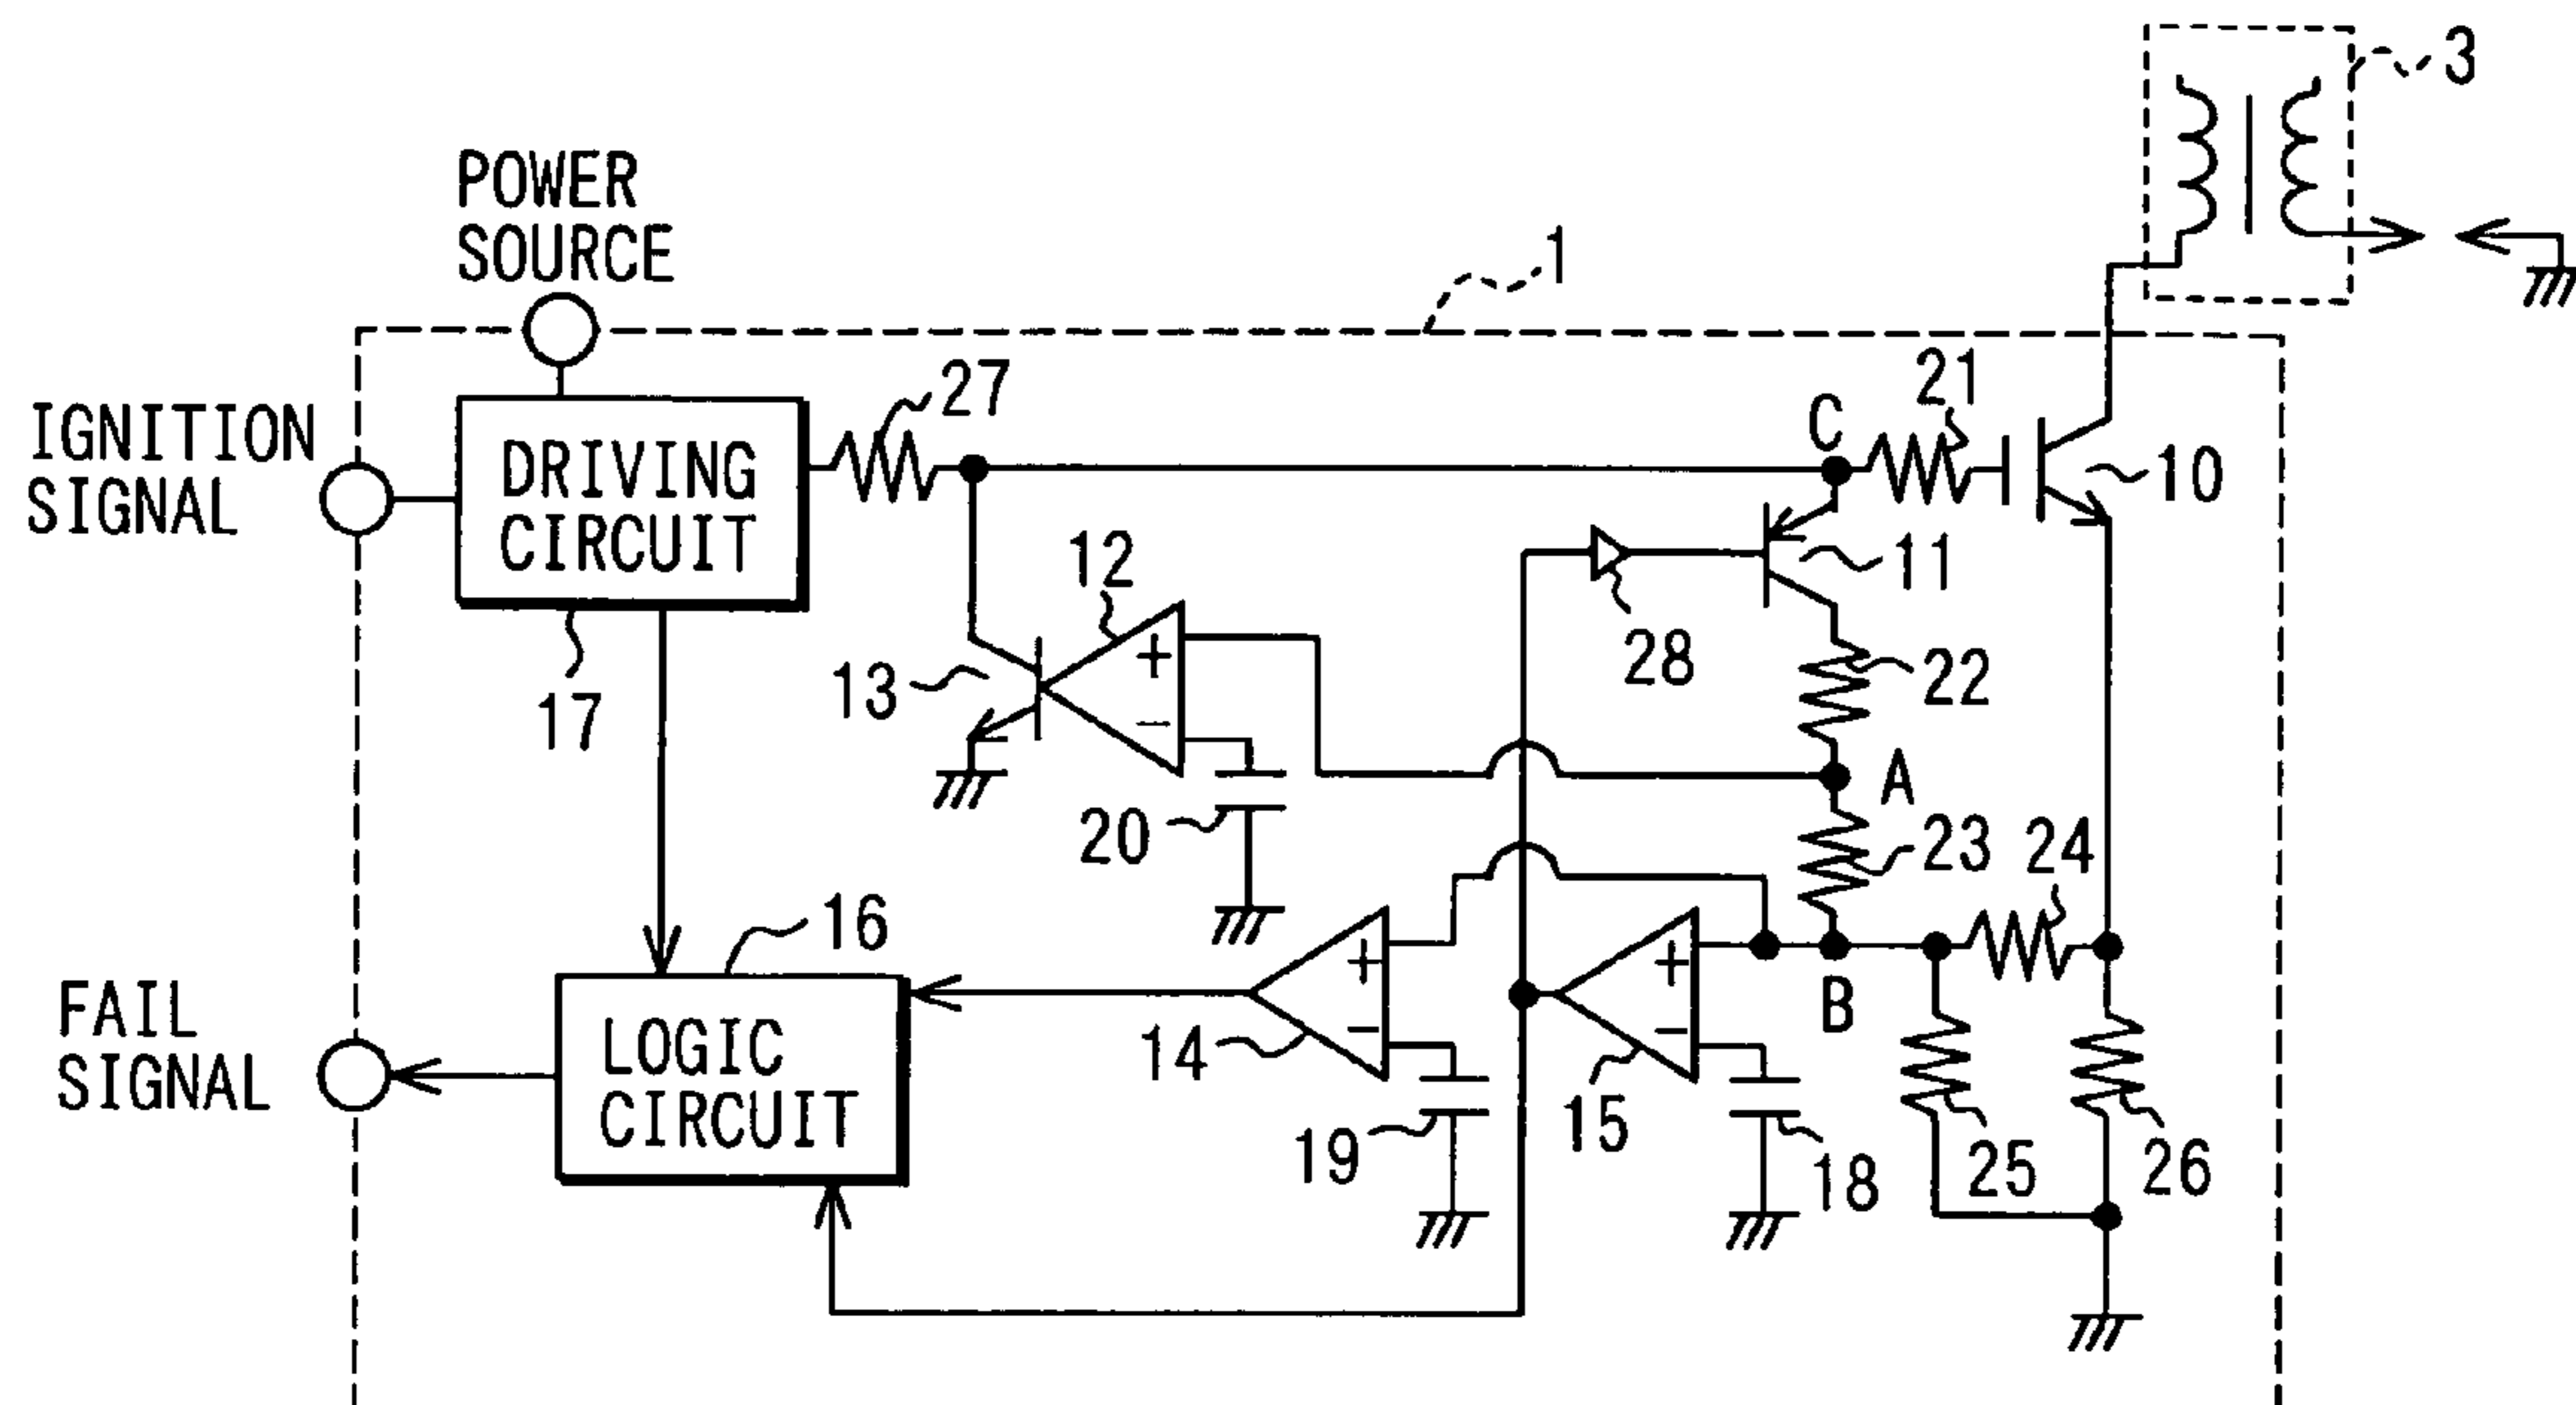 3
POWER
SOURCE
1
IGNITION
SIGNAL
DRIVING
CIRCUIT
27
C
21
10
12
11
13
+
-
28
22
17
A
20
23
24
16
FAIL
SIGNAL
LOGIC
CIRCUIT
+
-
14
+
-
B
19
15
18
25
26